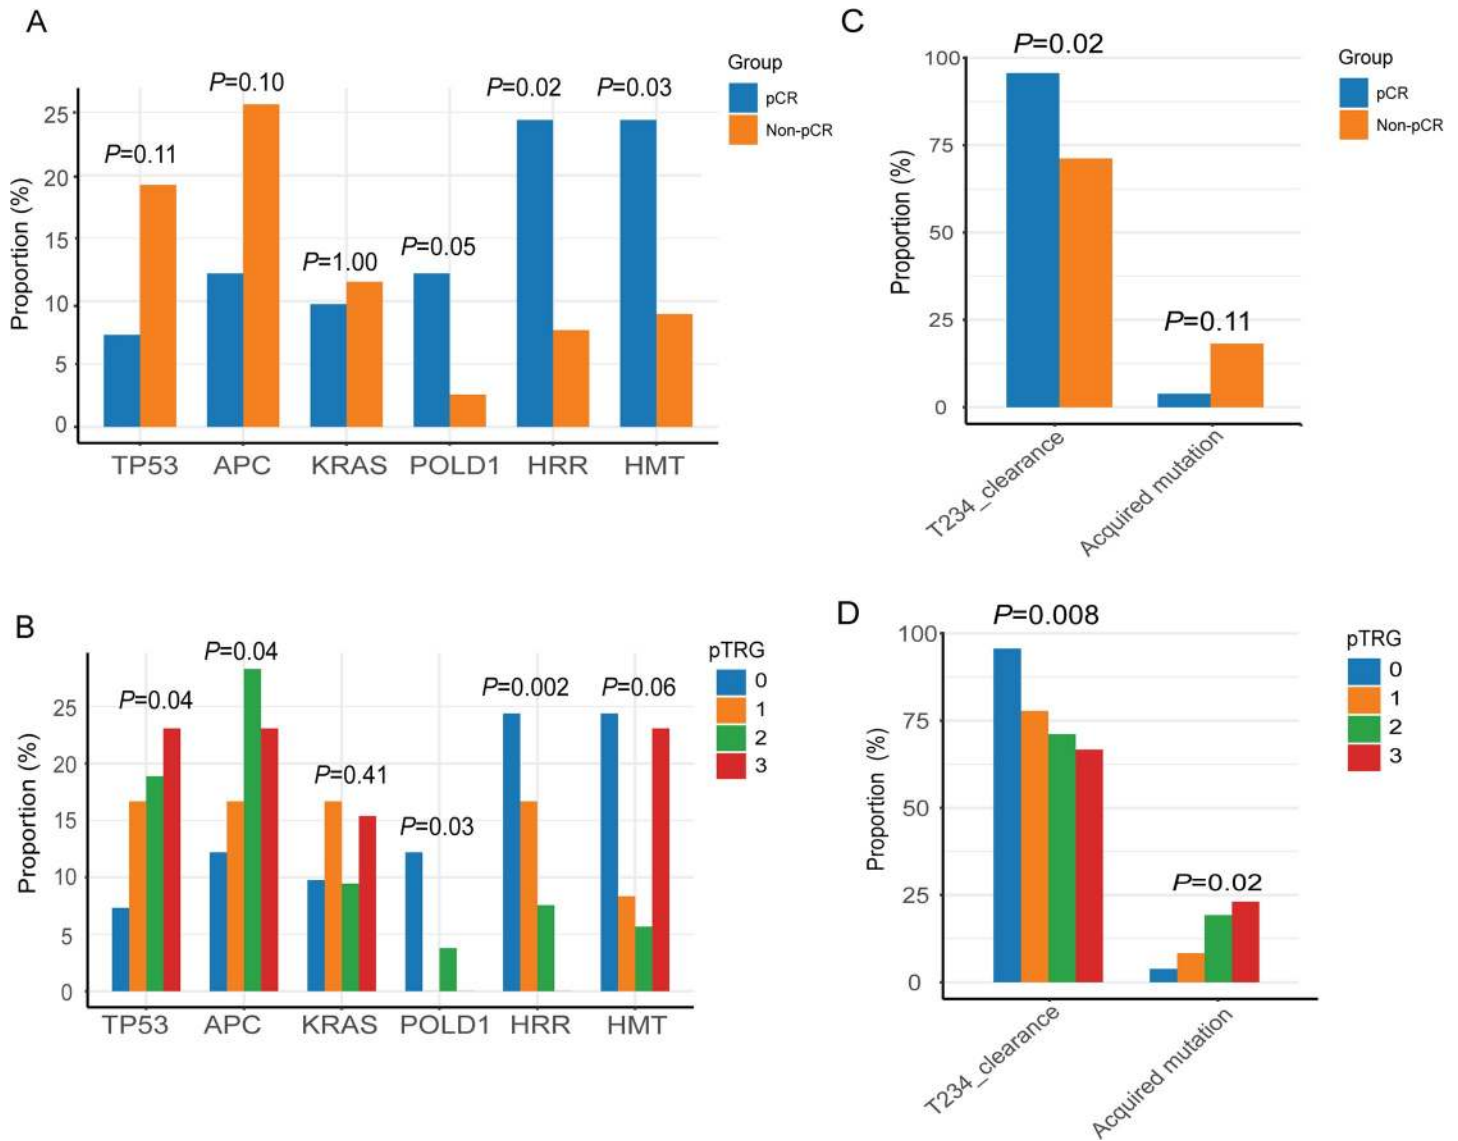 A
Proportion (%)
25
20
15
10
5
0
P=0.11
P=0.10
P=1.00
P=0.05
P=0.02
P=0.03
TP53 APC KRAS POLD1 HRR HMT
Group
pCR
Non-pCR
C
Proportion (%)
100
75
50
25
0
P=0.02
P=0.11
T234_clearance
Acquired mutation
Group
pCR
Non-pCR
B
Proportion (%)
25
20
15
10
5
0
P=0.04
P=0.04
P=0.41
P=0.03
P=0.002
P=0.06
TP53 APC KRAS POLD1 HRR HMT
pTRG
0
1
2
3
D
Proportion (%)
100
75
50
25
0
P=0.008
P=0.02
T234_clearance
Acquired mutation
pTRG
0
1
2
3